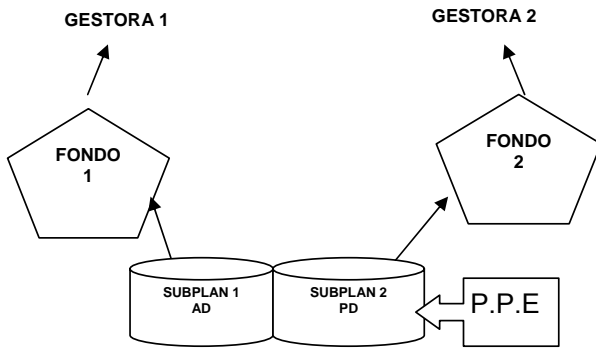 GESTORA 1
GESTORA 2
FONDO
1
FONDO
2
SUBPLAN 1
AD
SUBPLAN 2
PD
P.P.E